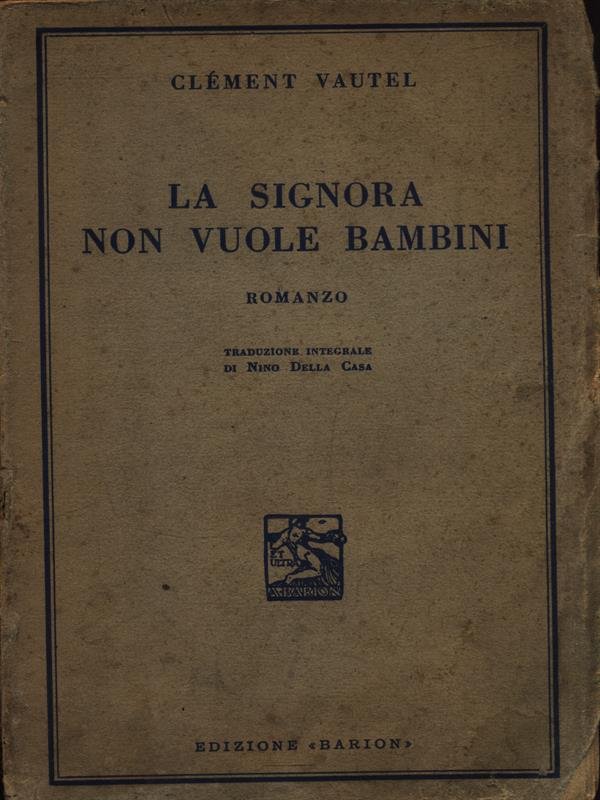 CLÉMENT VAUTEL
LA SIGNORA
NON VUOLE BAMBINI
ROMANZO
TRADUZIONE INTEGRALE
DI NINO DELLA CASA
ET
ULTRA
A·BARION
EDIZIONE «BARION»